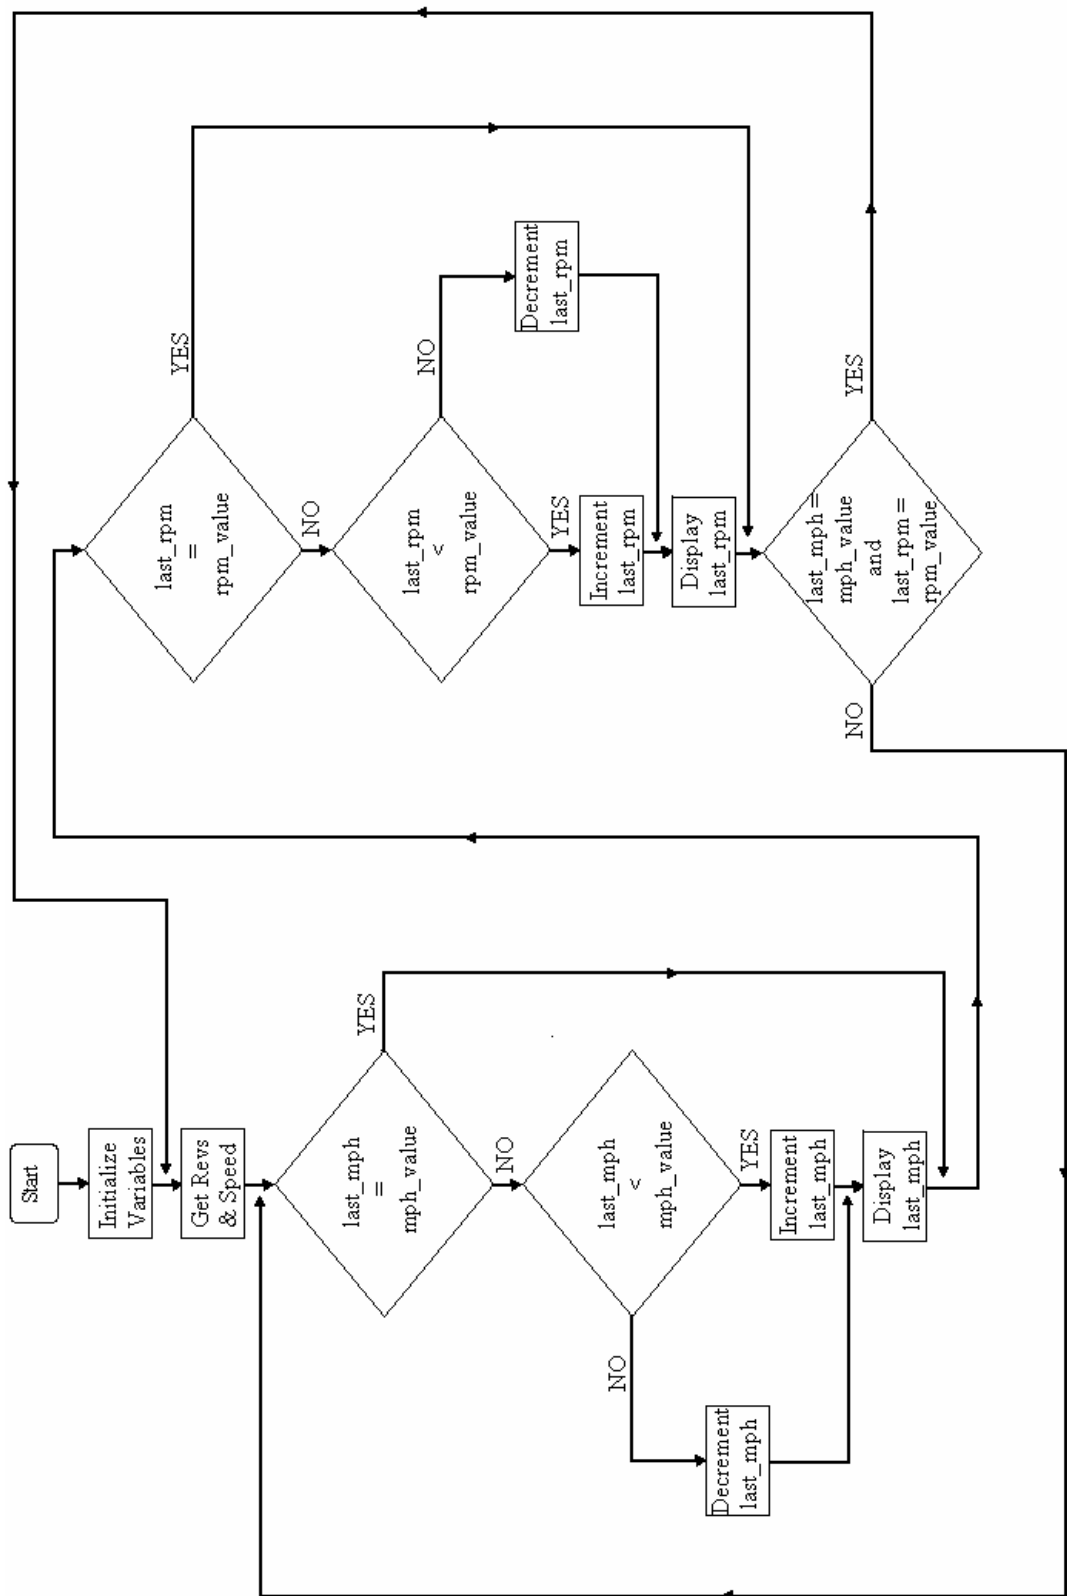 Start
Initialize
Variables
Get Revs
& Speed
last_mph
=
mph_value
YES
NO
last_mph
<
mph_value
NO
YES
Decrement
last_mph
Increment
last_mph
Display
last_mph
last_rpm
=
rpm_value
YES
NO
last_rpm
<
rpm_value
NO
YES
Decrement
last_rpm
Increment
last_rpm
Display
last_rpm
last_mph =
mph_value
and
last_rpm =
rpm_value
NO
YES